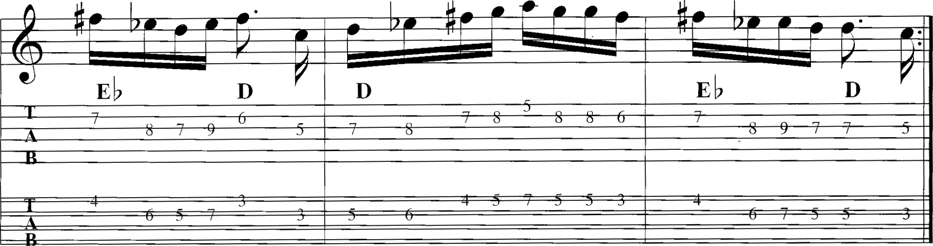 E♭ D D E♭ D
T A B
5
7 6 7 8 8 8 6 7
8 7 9 5 7 8 8 9 7 7 5
T A B
4 3 4 5 7 5 5 3 4
6 5 7 3 5 6 6 7 5 5 3